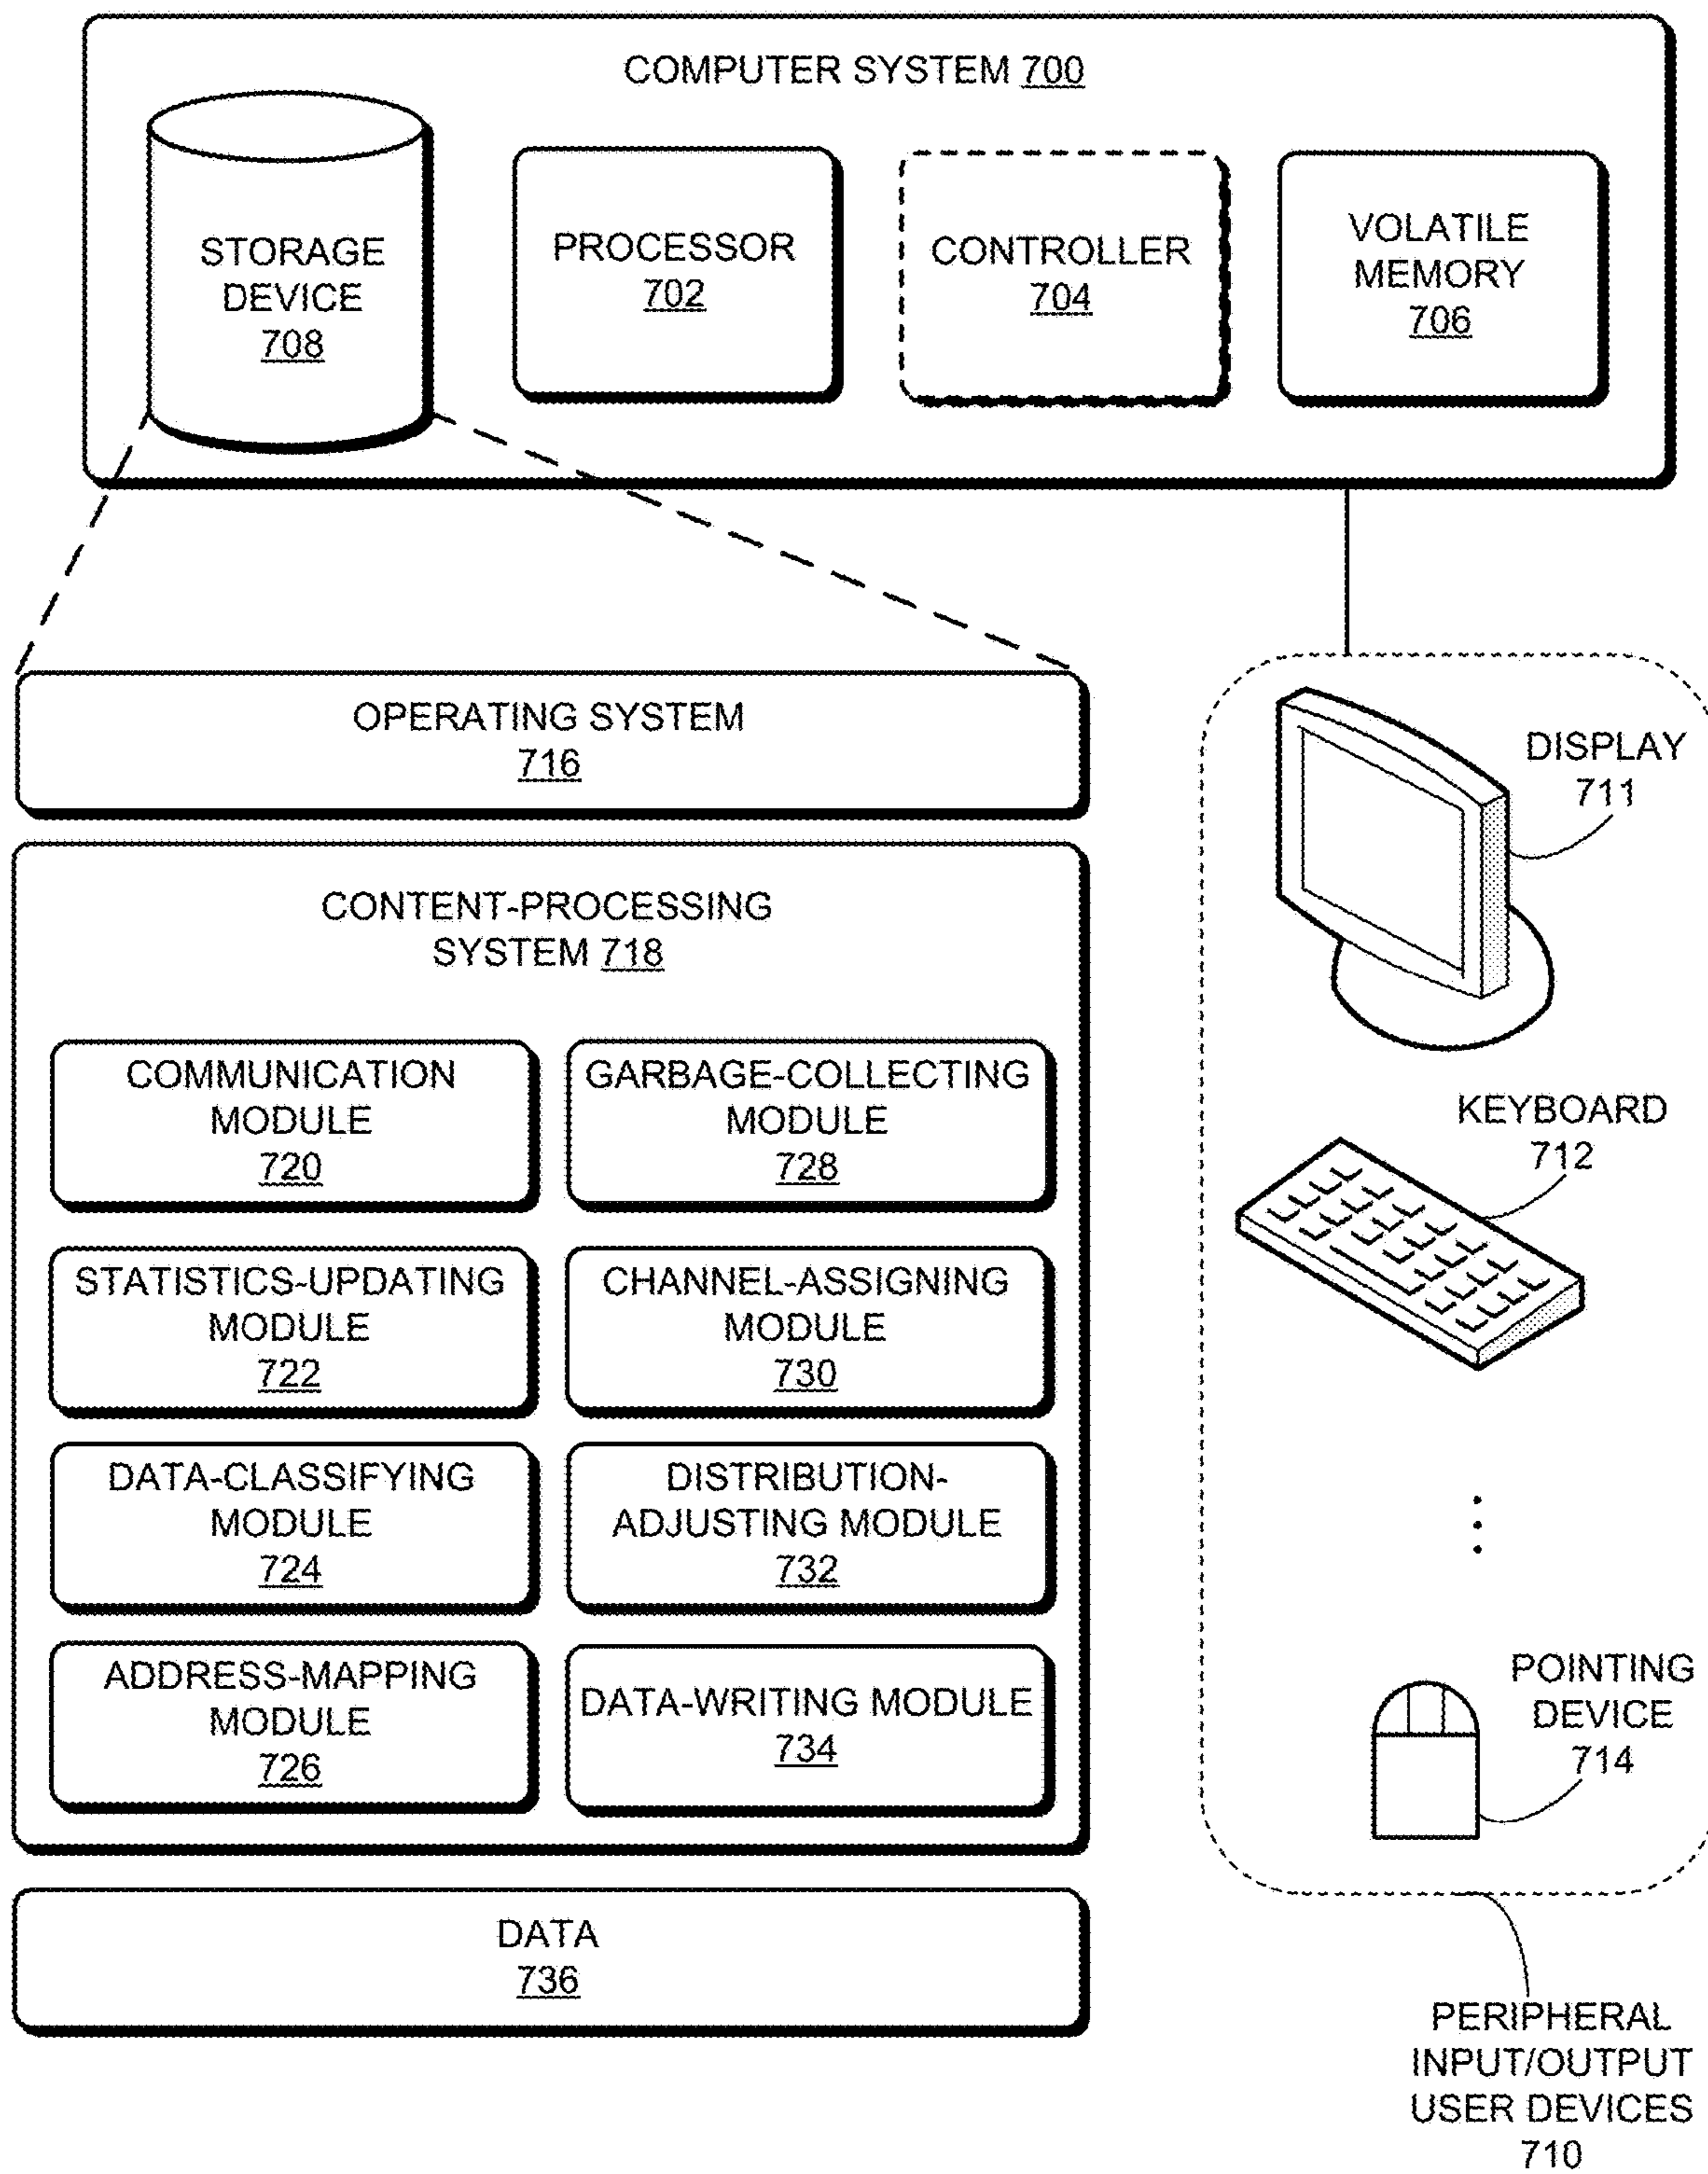 COMPUTER SYSTEM 700
STORAGE
DEVICE
708
PROCESSOR
702
CONTROLLER
704
VOLATILE
MEMORY
706
OPERATING SYSTEM
716
CONTENT-PROCESSING
SYSTEM 718
COMMUNICATION
MODULE
720
GARBAGE-COLLECTING
MODULE
728
STATISTICS-UPDATING
MODULE
722
CHANNEL-ASSIGNING
MODULE
730
DATA-CLASSIFYING
MODULE
724
DISTRIBUTION-
ADJUSTING MODULE
732
ADDRESS-MAPPING
MODULE
726
DATA-WRITING MODULE
734
DATA
736
DISPLAY
711
KEYBOARD
712
POINTING
DEVICE
714
PERIPHERAL
INPUT/OUTPUT
USER DEVICES
710